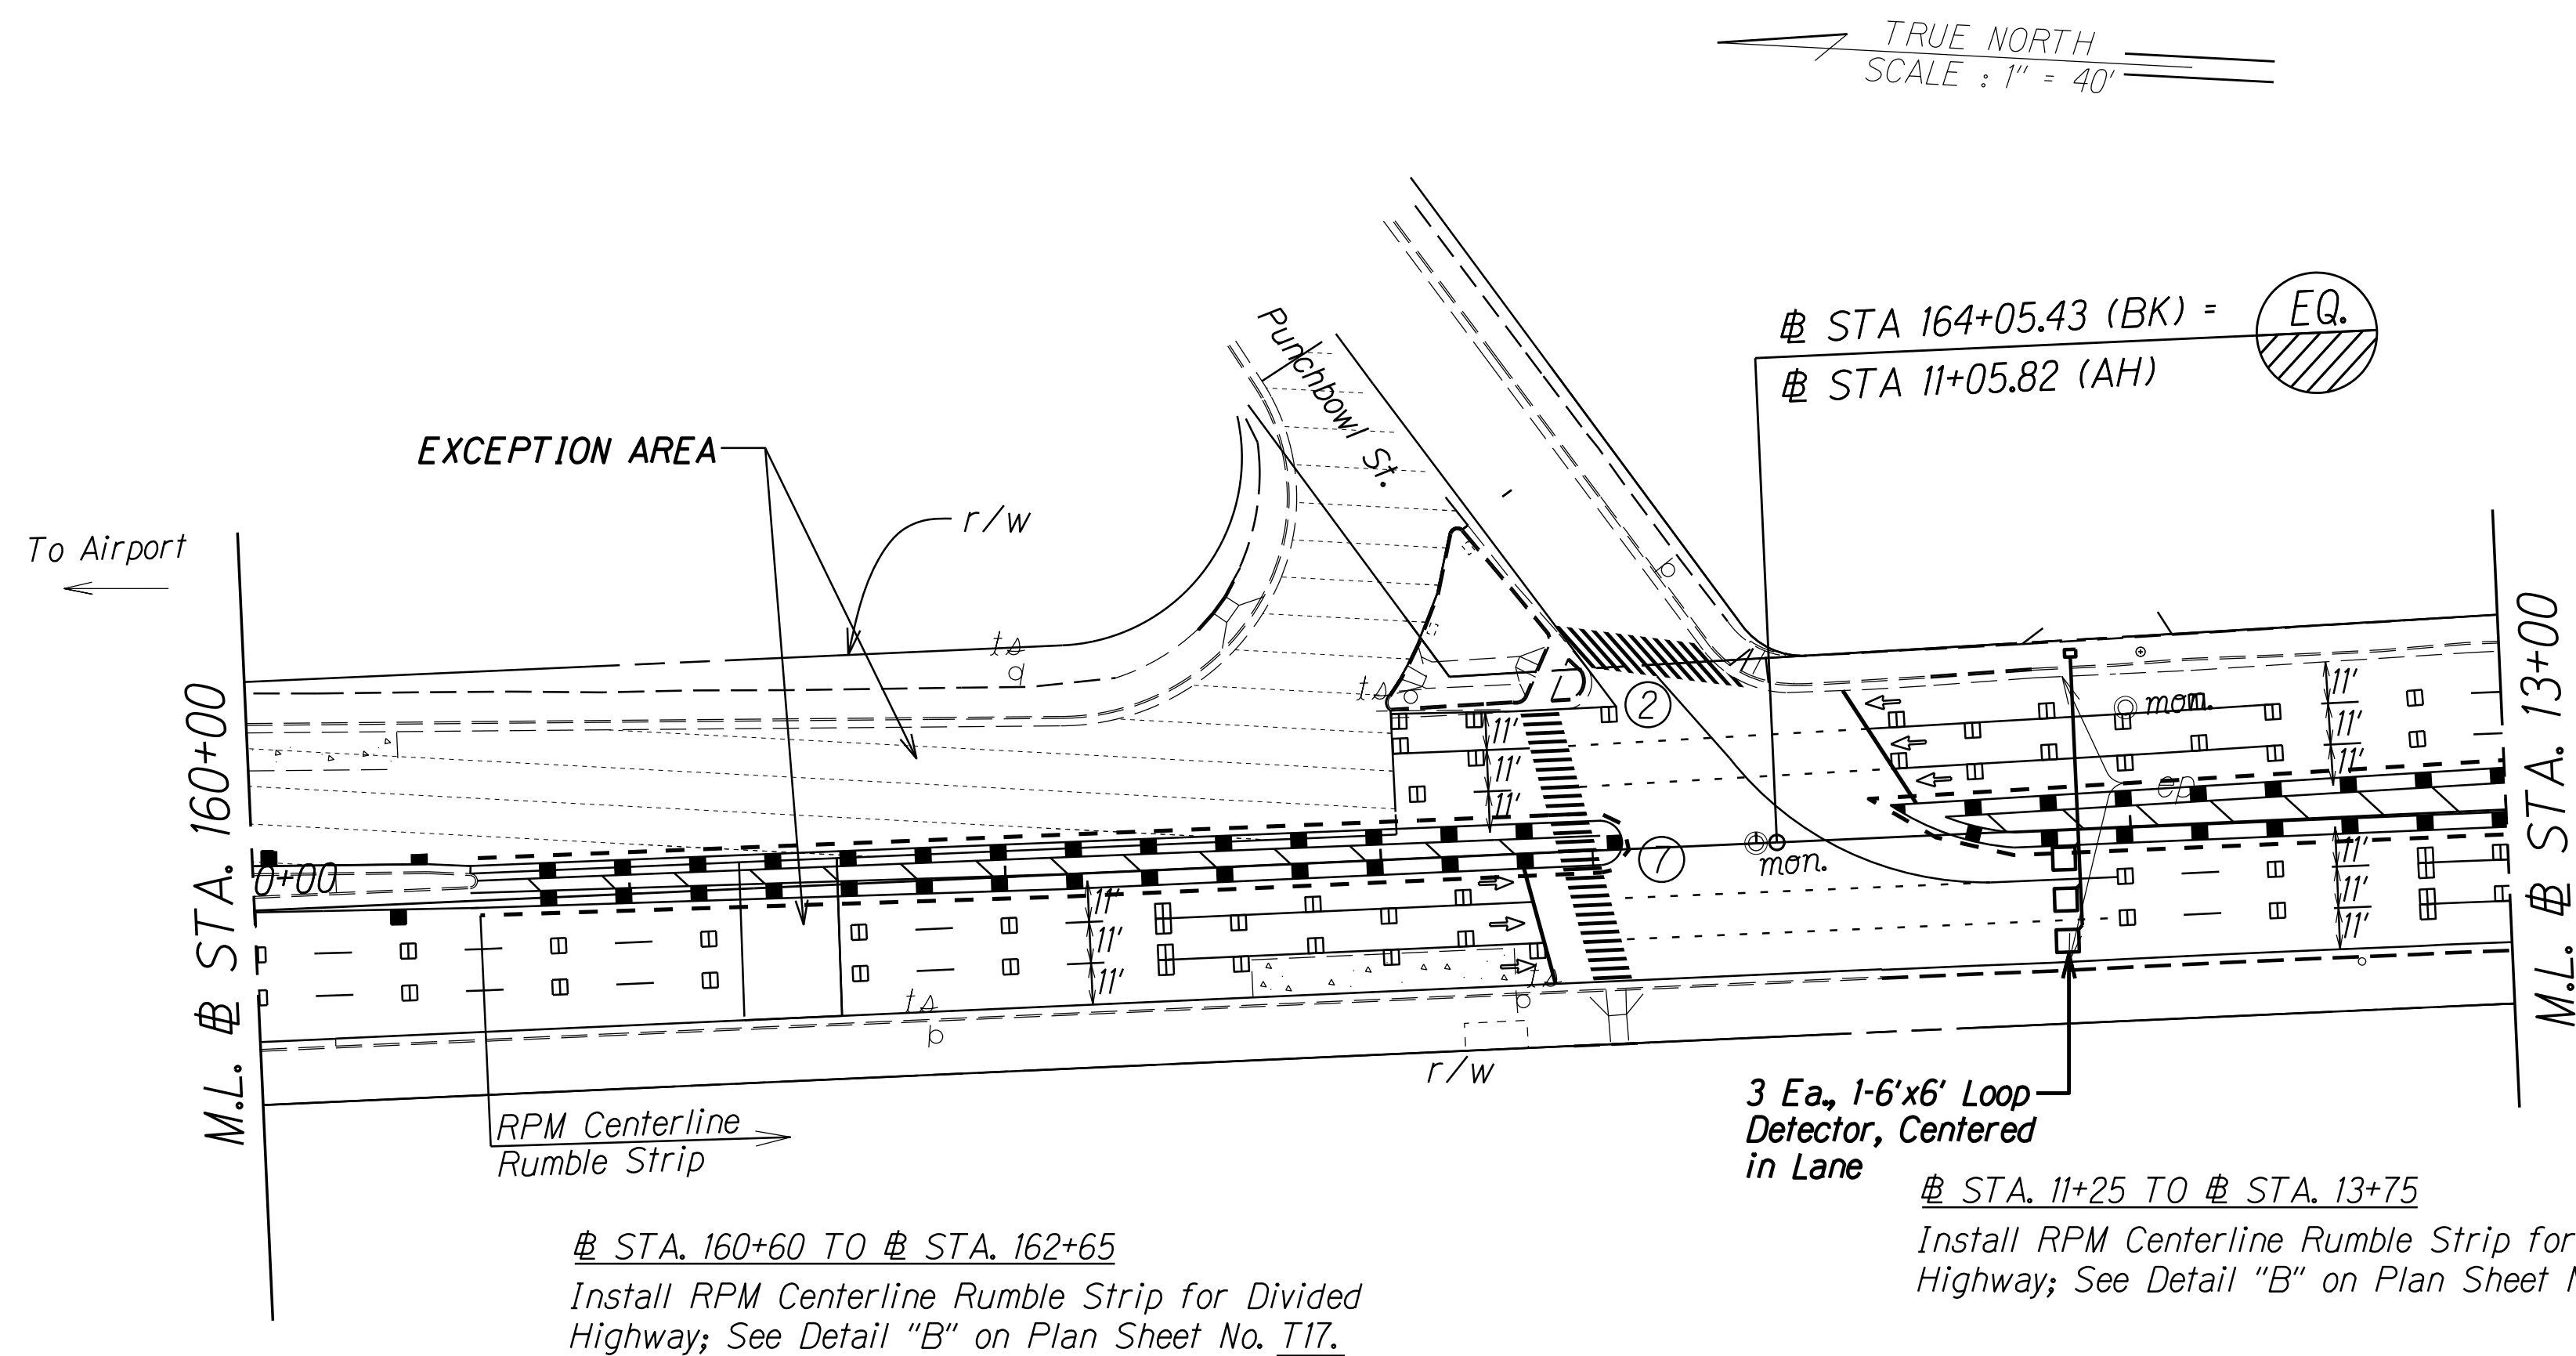 TRUE NORTH
SCALE : 1" = 40'
Punchbowl St.
℄ STA 164+05.43 (BK) =
EQ.
℄ STA 11+05.82 (AH)
EXCEPTION AREA
r/w
To Airport
ts
ts
2
11'
11'
11'
mon.
11'
11'
11'
ep
M.L. ℄ STA. 160+00
M.L. ℄ STA. 13+00
0+00
7
mon.
11'
11'
11'
11'
11'
11'
ts
r/w
RPM Centerline
Rumble Strip
3 Ea., 1-6'x6' Loop
Detector, Centered
in Lane
℄ STA. 11+25 TO ℄ STA. 13+75
Install RPM Centerline Rumble Strip for
Highway; See Detail "B" on Plan Sheet
℄ STA. 160+60 TO ℄ STA. 162+65
Install RPM Centerline Rumble Strip for Divided
Highway; See Detail "B" on Plan Sheet No. T17.